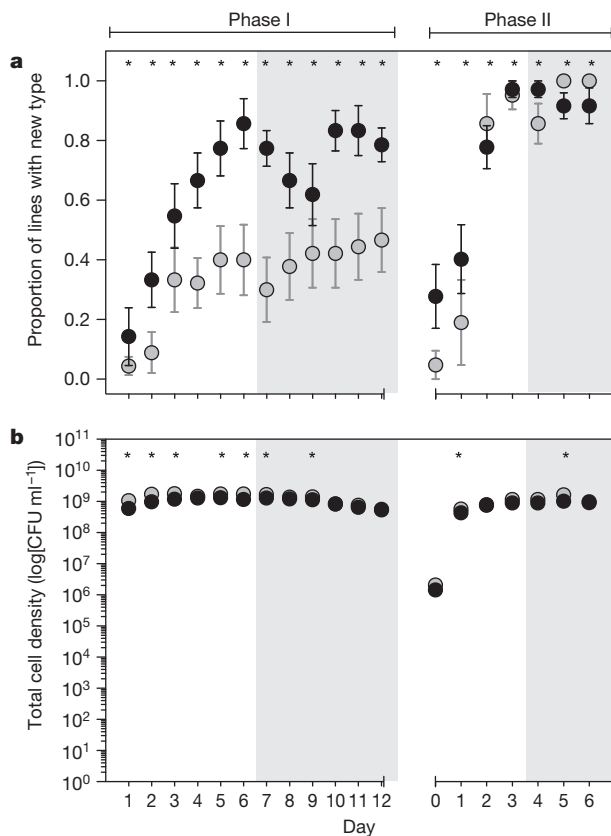 Phase I Phase II
a
* * * * * * * * * * * * * * * * * * *
1.0
0.8
0.6
0.4
0.2
0.0
Proportion of lines with new type
b
* * * * * * * * *
10¹¹
10¹⁰
10⁹
10⁸
10⁷
10⁶
10⁵
10⁴
10³
10²
10¹
10⁰
Total cell density (log[CFU ml⁻¹])
1 2 3 4 5 6 7 8 9 10 11 12 0 1 2 3 4 5 6
Day